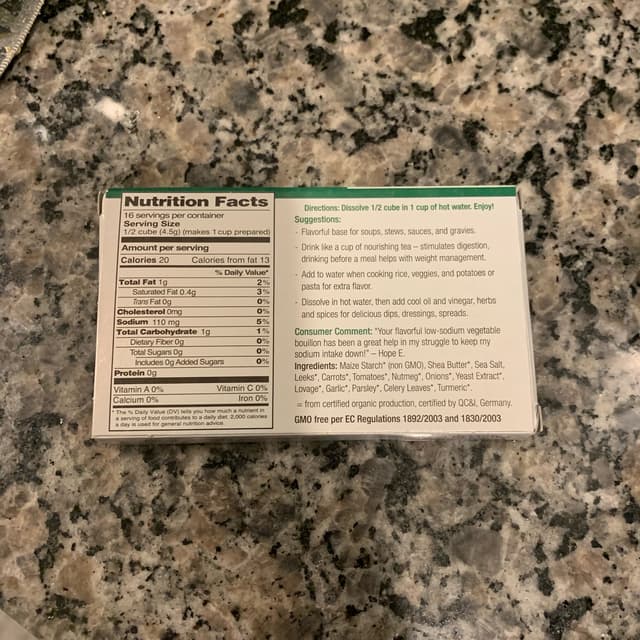 Nutrition Facts
16 servings per container
Serving Size
1/2 cube (4.5g) (makes 1 cup prepared)
Amount per serving
Calories 20 Calories from fat 13
% Daily Value*
Total Fat 1g 2%
Saturated Fat 0.4g 3%
Trans Fat 0g 0%
Cholesterol 0mg 0%
Sodium 110 mg 5%
Total Carbohydrate 1g 1%
Dietary Fiber 0g 0%
Total Sugars 0g 0%
Includes 0g Added Sugars 0%
Protein 0g
Vitamin A 0% Vitamin C 0%
Calcium 0% Iron 0%
* The % Daily Value (DV) tells you how much a nutrient in
a serving of food contributes to a daily diet. 2,000 calories
a day is used for general nutrition advice.
Directions: Dissolve 1/2 cube in 1 cup of hot water. Enjoy!
Suggestions:
- Flavorful base for soups, stews, sauces, and gravies.
- Drink like a cup of nourishing tea – stimulates digestion,
drinking before a meal helps with weight management.
- Add to water when cooking rice, veggies, and potatoes or
pasta for extra flavor.
- Dissolve in hot water, then add cool oil and vinegar, herbs
and spices for delicious dips, dressings, spreads.
Consumer Comment: "Your flavorful low-sodium vegetable
bouillon has been a great help in my struggle to keep my
sodium intake down!" – Hope E.
Ingredients: Maize Starch* (non GMO), Shea Butter*, Sea Salt,
Leeks*, Carrots*, Tomatoes*, Nutmeg*, Onions*, Yeast Extract*,
Lovage*, Garlic*, Parsley*, Celery Leaves*, Turmeric*.
* = from certified organic production, certified by QC&I, Germany.
GMO free per EC Regulations 1892/2003 and 1830/2003